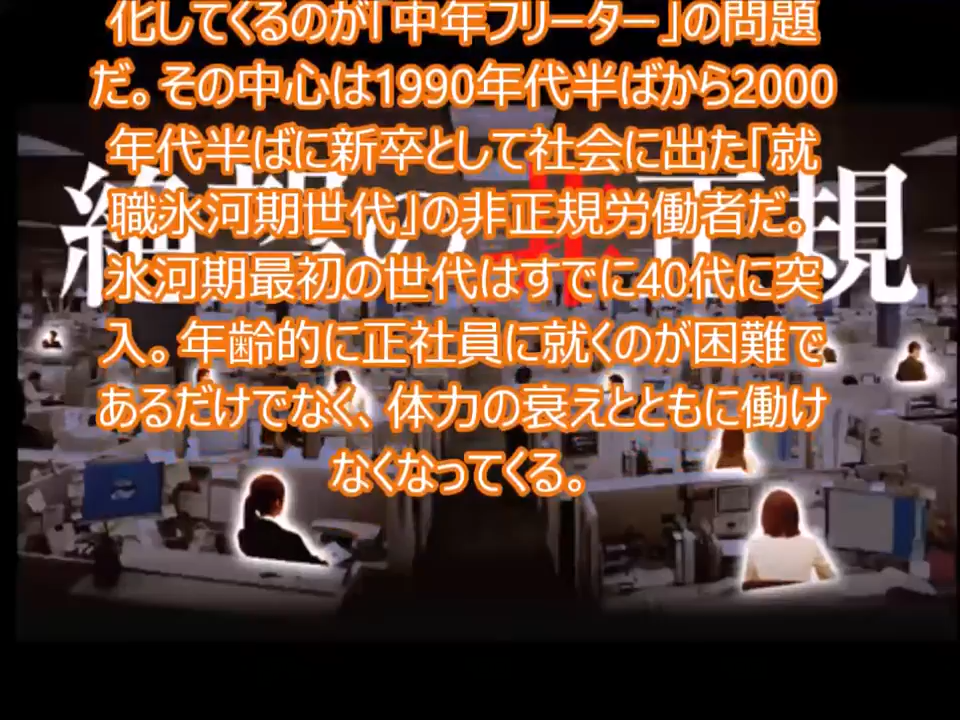 化してくるのが「中年フリーター」の問題
だ。その中心は1990年代半ばから2000
年代半ばに新卒として社会に出た「就
職氷河期世代」の非正規労働者だ。
氷河期最初の世代はすでに40代に突
入。年齢的に正社員に就くのが困難で
あるだけでなく、体力の衰えとともに働け
なくなってくる。
絶望の非正規